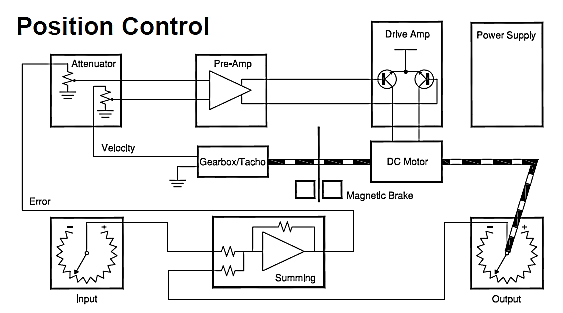 Position Control
Drive Amp
Power Supply
Attenuator
Pre-Amp
Velocity
Gearbox/Tacho
DC Motor
Magnetic Brake
Error
- +
- +
Summing
Input
Output